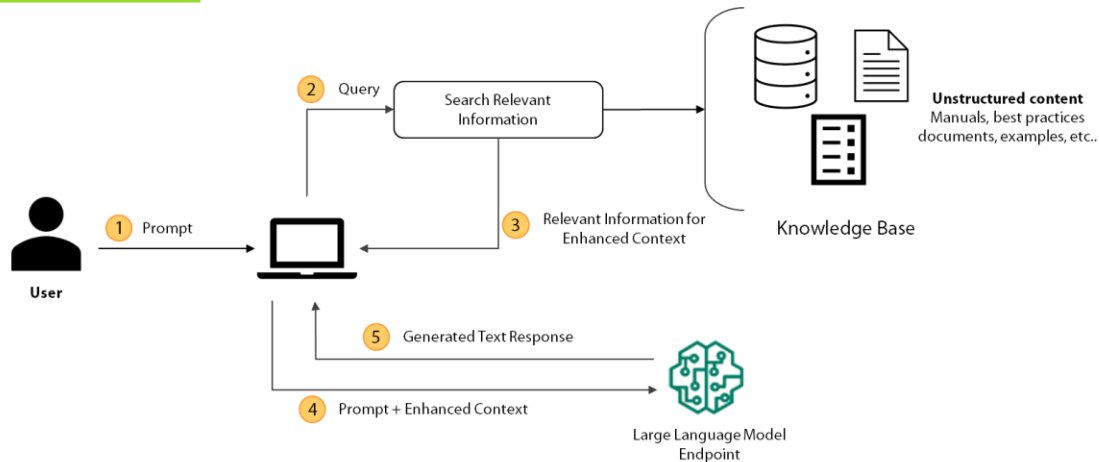 2 Query
Search Relevant
Information
Unstructured content
Manuals, best practices
documents, examples, etc..
1 Prompt
3 Relevant Information for
Enhanced Context
Knowledge Base
User
5 Generated Text Response
4 Prompt + Enhanced Context
Large Language Model
Endpoint